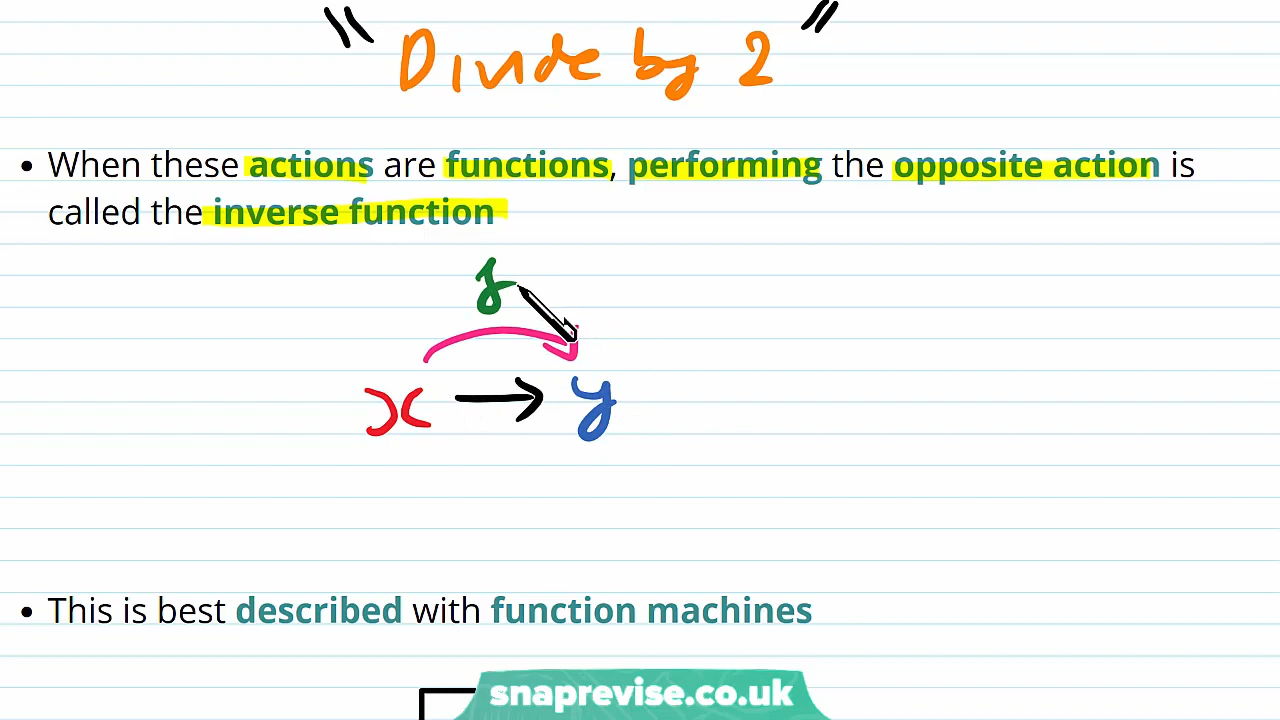 "Divide by 2"
• When these actions are functions, performing the opposite action is
called the inverse function
f
x → y
• This is best described with function machines
snaprevise.co.uk